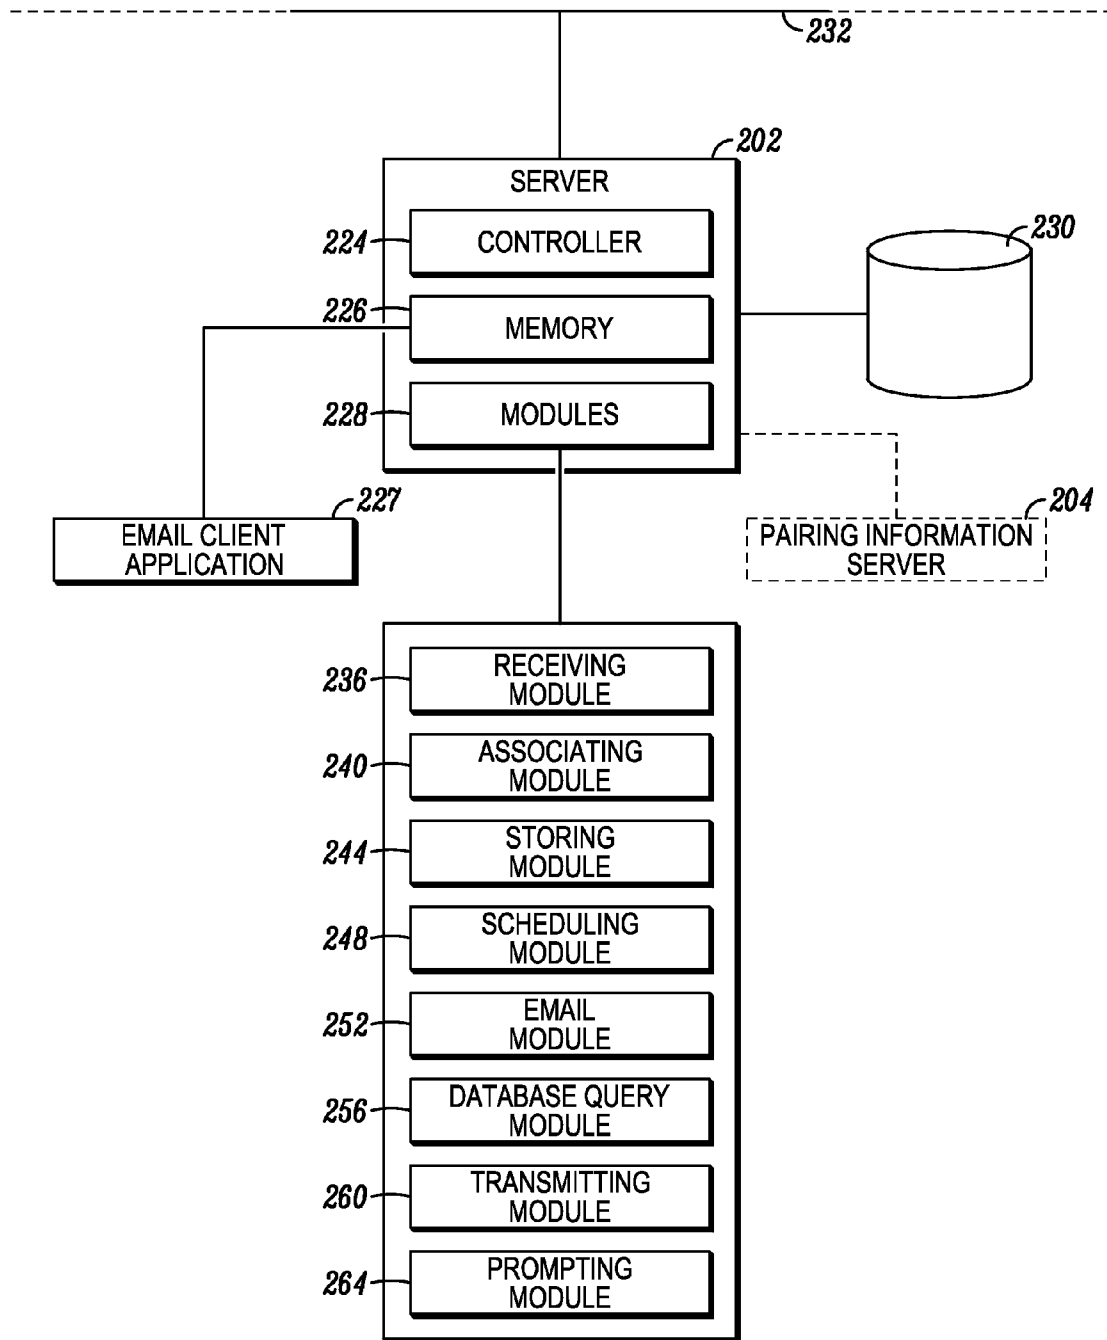 232
202
SERVER
224
CONTROLLER
230
226
MEMORY
228
MODULES
227
EMAIL CLIENT
APPLICATION
204
PAIRING INFORMATION
SERVER
236
RECEIVING
MODULE
240
ASSOCIATING
MODULE
244
STORING
MODULE
248
SCHEDULING
MODULE
252
EMAIL
MODULE
256
DATABASE QUERY
MODULE
260
TRANSMITTING
MODULE
264
PROMPTING
MODULE